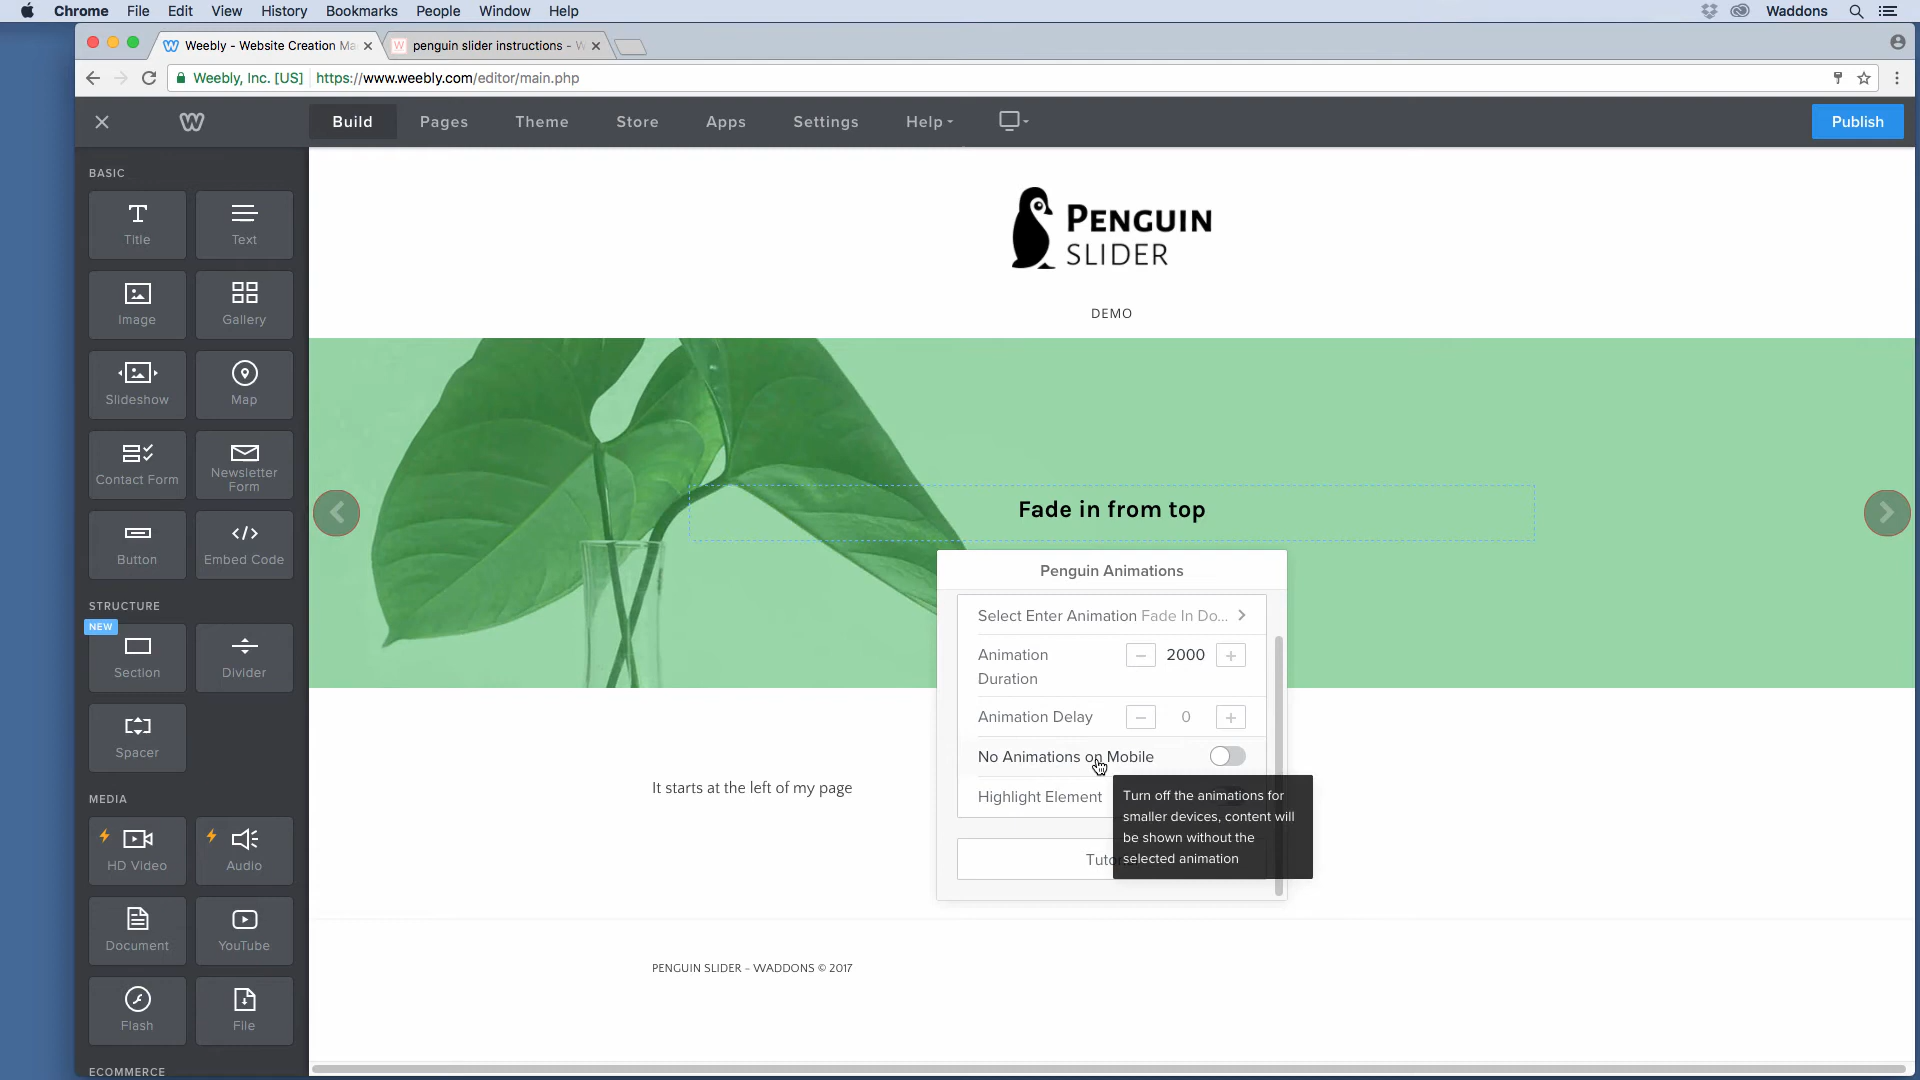 Chrome File Edit View History Bookmarks People Window Help Waddons
Weebly - Website Creation Ma
penguin slider instructions - W
Weebly, Inc. [US] https://www.weebly.com/editor/main.php
Build Pages Theme Store Apps Settings Help Publish
BASIC
Title Text
Image Gallery
Slideshow Map
Contact Form Newsletter Form
Button Embed Code
STRUCTURE
NEW
Section Divider
Spacer
MEDIA
HD Video Audio
Document YouTube
Flash File
ECOMMERCE
PENGUIN
SLIDER
DEMO
Fade in from top
Penguin Animations
Select Enter Animation Fade In Do...
Animation Duration 2000
Animation Delay 0
No Animations on Mobile
Highlight Element
Turn off the animations for
smaller devices, content will
be shown without the
selected animation
It starts at the left of my page
PENGUIN SLIDER - WADDONS © 2017